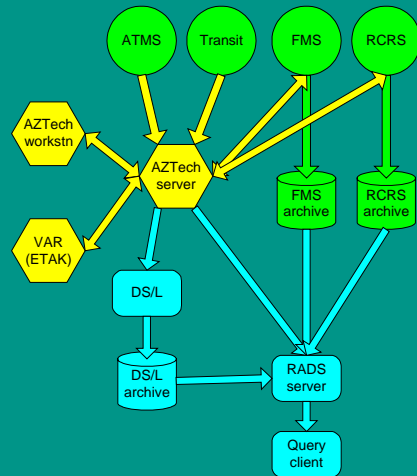 ATMS
Transit
FMS
RCRS
AZTech
workstn
AZTech
server
FMS
archive
RCRS
archive
VAR
(ETAK)
DS/L
DS/L
archive
RADS
server
Query
client